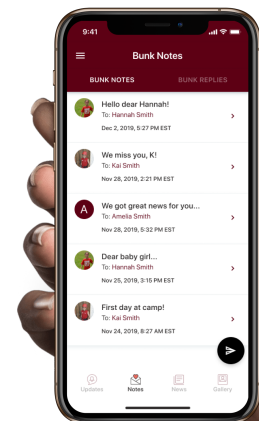 9:41
Bunk Notes
BUNK NOTES BUNK REPLIES
Hello dear Hannah!
To: Hannah Smith
Dec 2, 2019, 5:27 PM EST
We miss you, K!
To: Kai Smith
Nov 28, 2019, 2:21 PM EST
A
We got great news for you...
To: Amelia Smith
Nov 28, 2019, 5:32 PM EST
Dear baby girl...
To: Hannah Smith
Nov 25, 2019, 3:15 PM EST
First day at camp!
To: Kai Smith
Nov 24, 2019, 8:27 AM EST
Updates Notes News Gallery